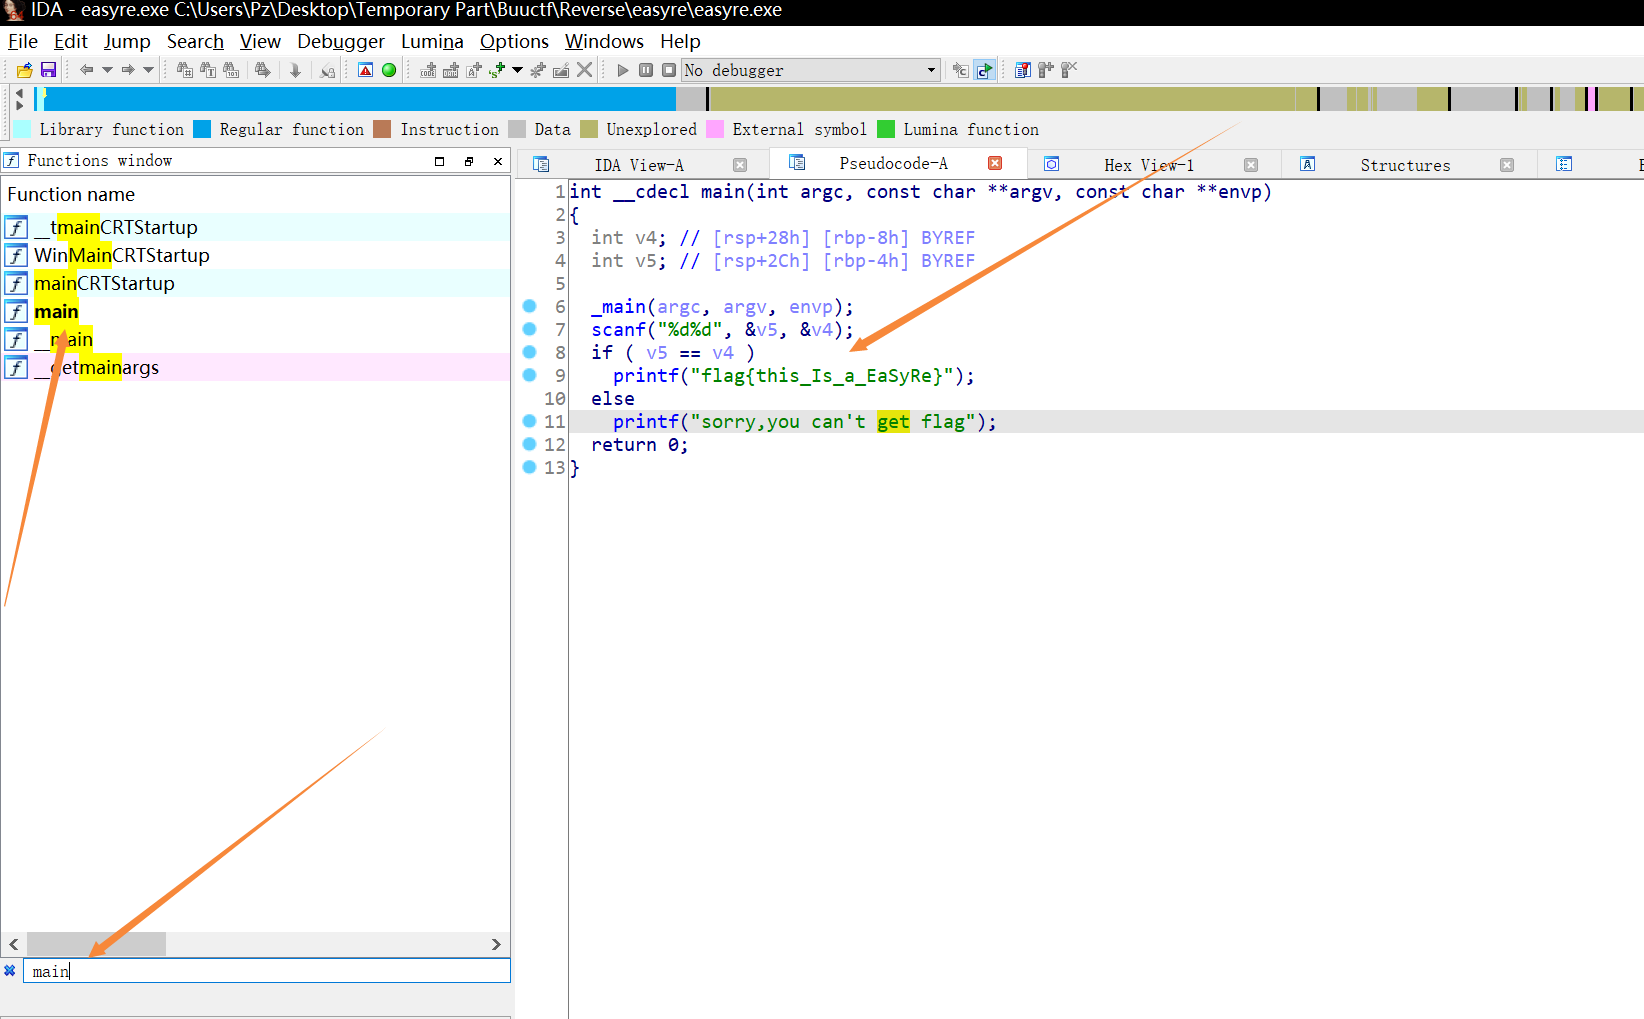 IDA - easyre.exe C:\Users\Pz\Desktop\Temporary Part\Buuctf\Reverse\easyre\easyre.exe
File Edit Jump Search View Debugger Lumina Options Windows Help
No debugger
Library function Regular function Instruction Data Unexplored External symbol Lumina function
Functions window
IDA View-A Pseudocode-A Hex View-1 Structures
Function name
__tmainCRTStartup
WinMainCRTStartup
mainCRTStartup
main
__main
__getmainargs
main
1 int __cdecl main(int argc, const char **argv, const char **envp)
2 {
3 int v4; // [rsp+28h] [rbp-8h] BYREF
4 int v5; // [rsp+2Ch] [rbp-4h] BYREF
5
6 _main(argc, argv, envp);
7 scanf("%d%d", &v5, &v4);
8 if ( v5 == v4 )
9 printf("flag{this_Is_a_EaSyRe}");
10 else
11 printf("sorry,you can't get flag");
12 return 0;
13 }